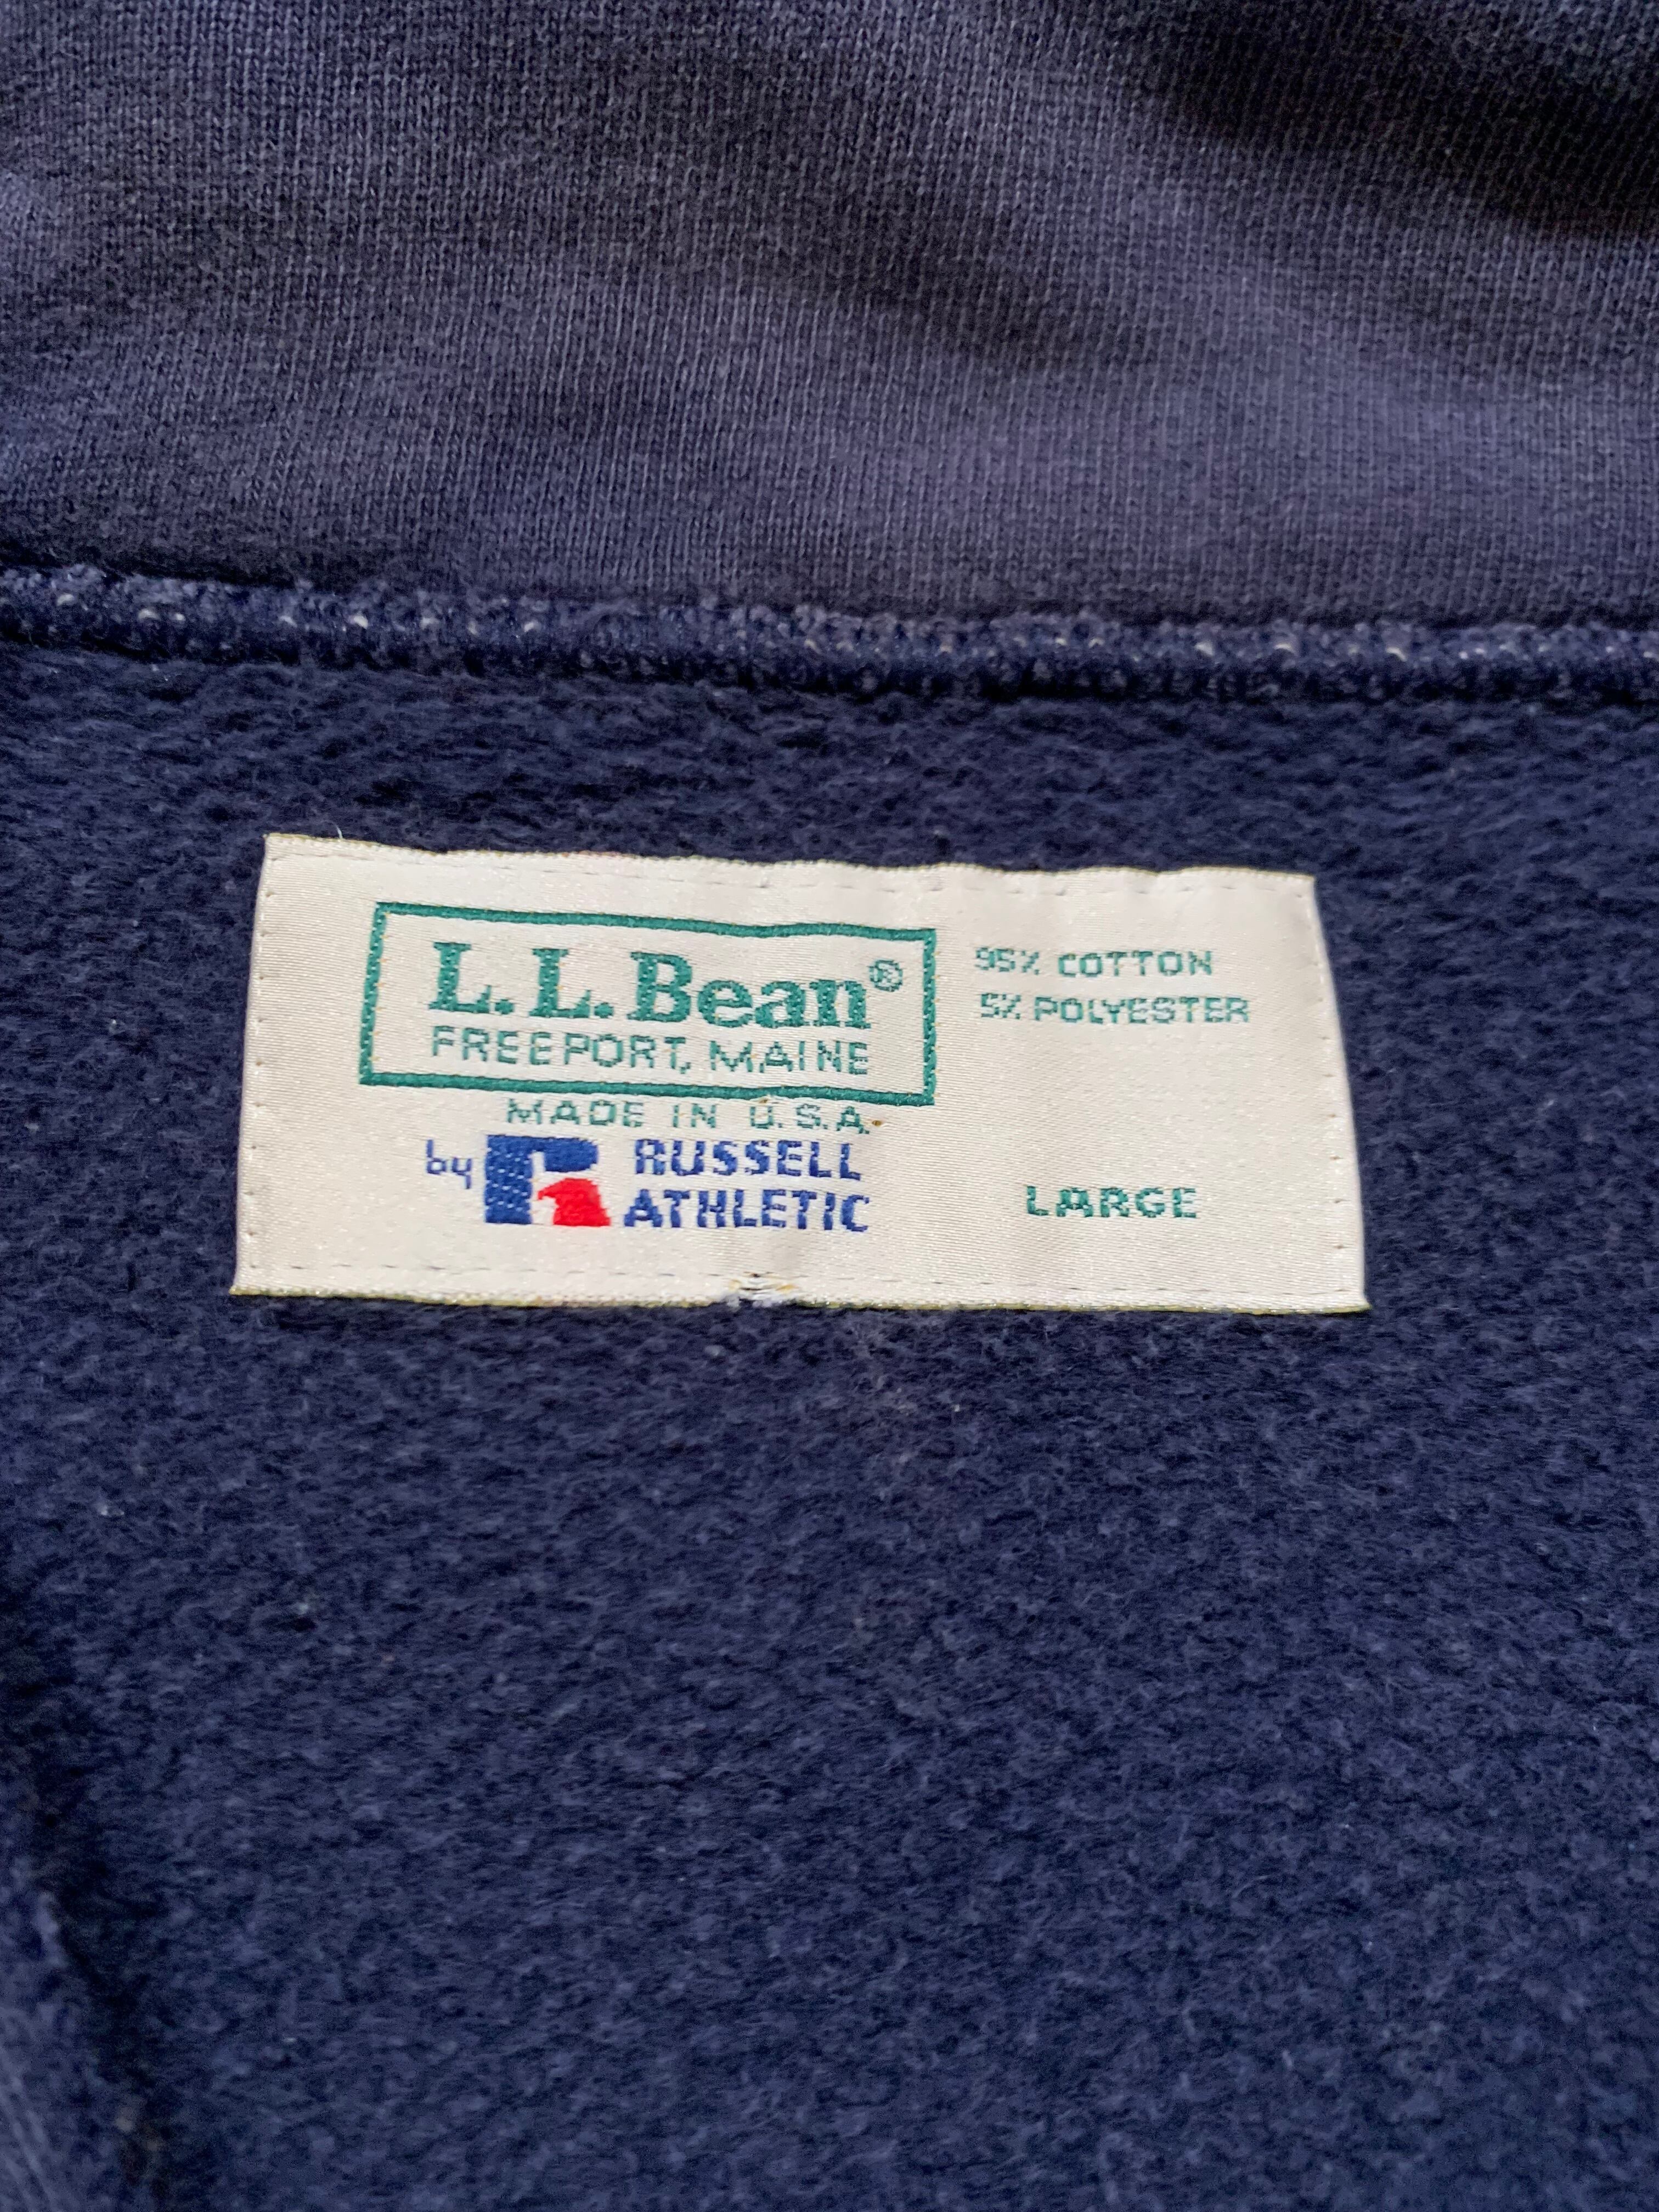 L.L.Bean®
FREEPORT, MAINE
MADE IN U.S.A.
by RUSSELL
ATHLETIC
95% COTTON
5% POLYESTER
LARGE